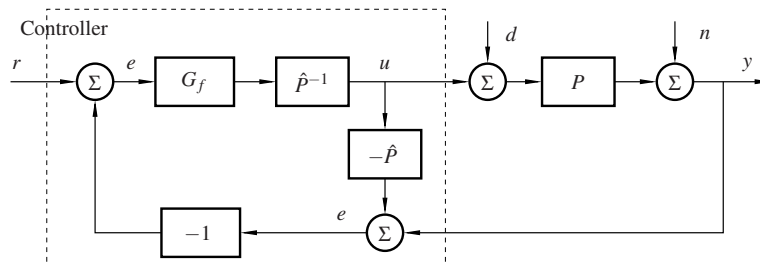 Controller
r
Σ
e
G_f
P̂⁻¹
u
Σ
d
P
Σ
n
y
−P̂
−1
e
Σ